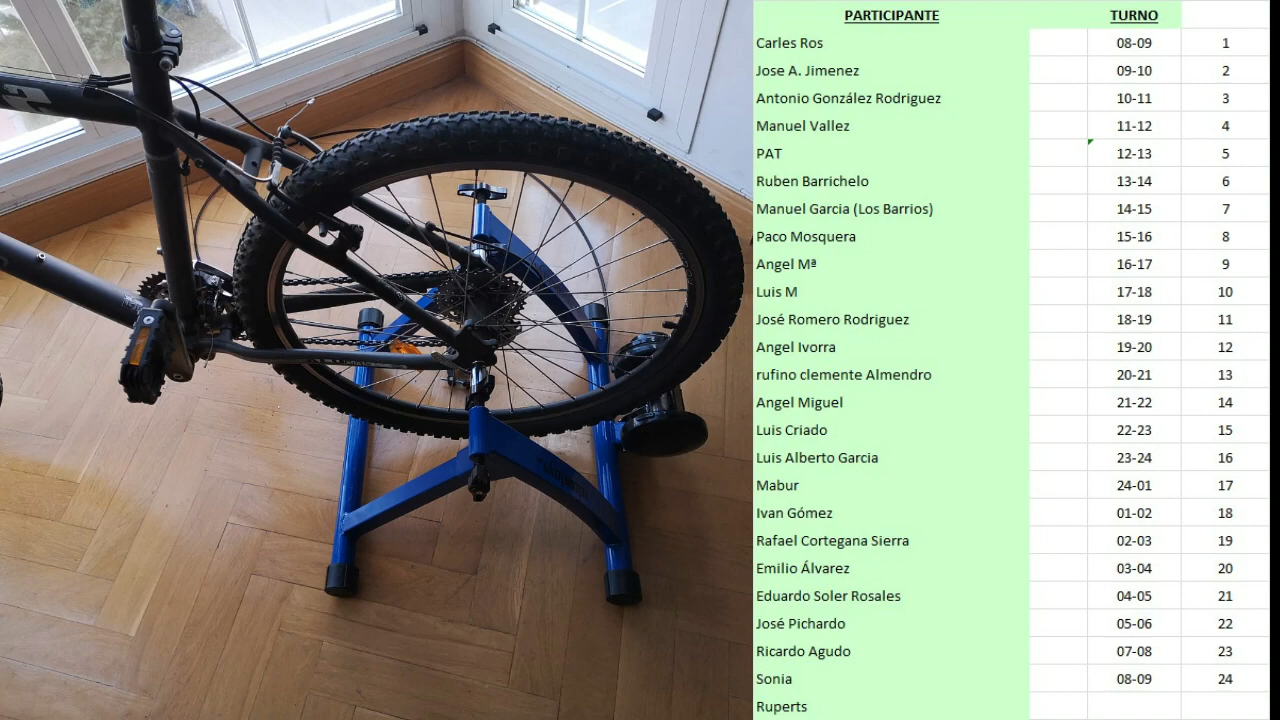 PARTICIPANTE TURNO
Carles Ros 08-09 1
Jose A. Jimenez 09-10 2
Antonio González Rodriguez 10-11 3
Manuel Vallez 11-12 4
PAT 12-13 5
Ruben Barrichelo 13-14 6
Manuel Garcia (Los Barrios) 14-15 7
Paco Mosquera 15-16 8
Angel Mª 16-17 9
Luis M 17-18 10
José Romero Rodriguez 18-19 11
Angel Ivorra 19-20 12
rufino clemente Almendro 20-21 13
Angel Miguel 21-22 14
Luis Criado 22-23 15
Luis Alberto Garcia 23-24 16
Mabur 24-01 17
Ivan Gómez 01-02 18
Rafael Cortegana Sierra 02-03 19
Emilio Álvarez 03-04 20
Eduardo Soler Rosales 04-05 21
José Pichardo 05-06 22
Ricardo Agudo 07-08 23
Sonia 08-09 24
Ruperts